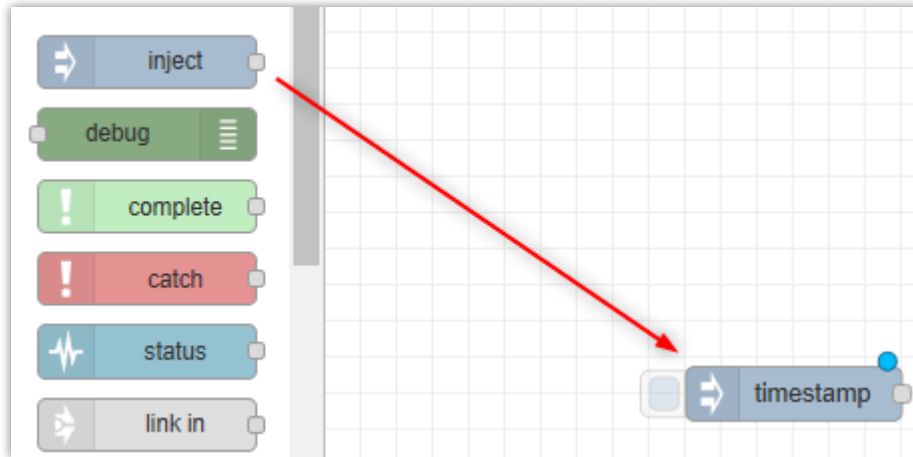 inject
debug
complete
catch
status
link in
timestamp